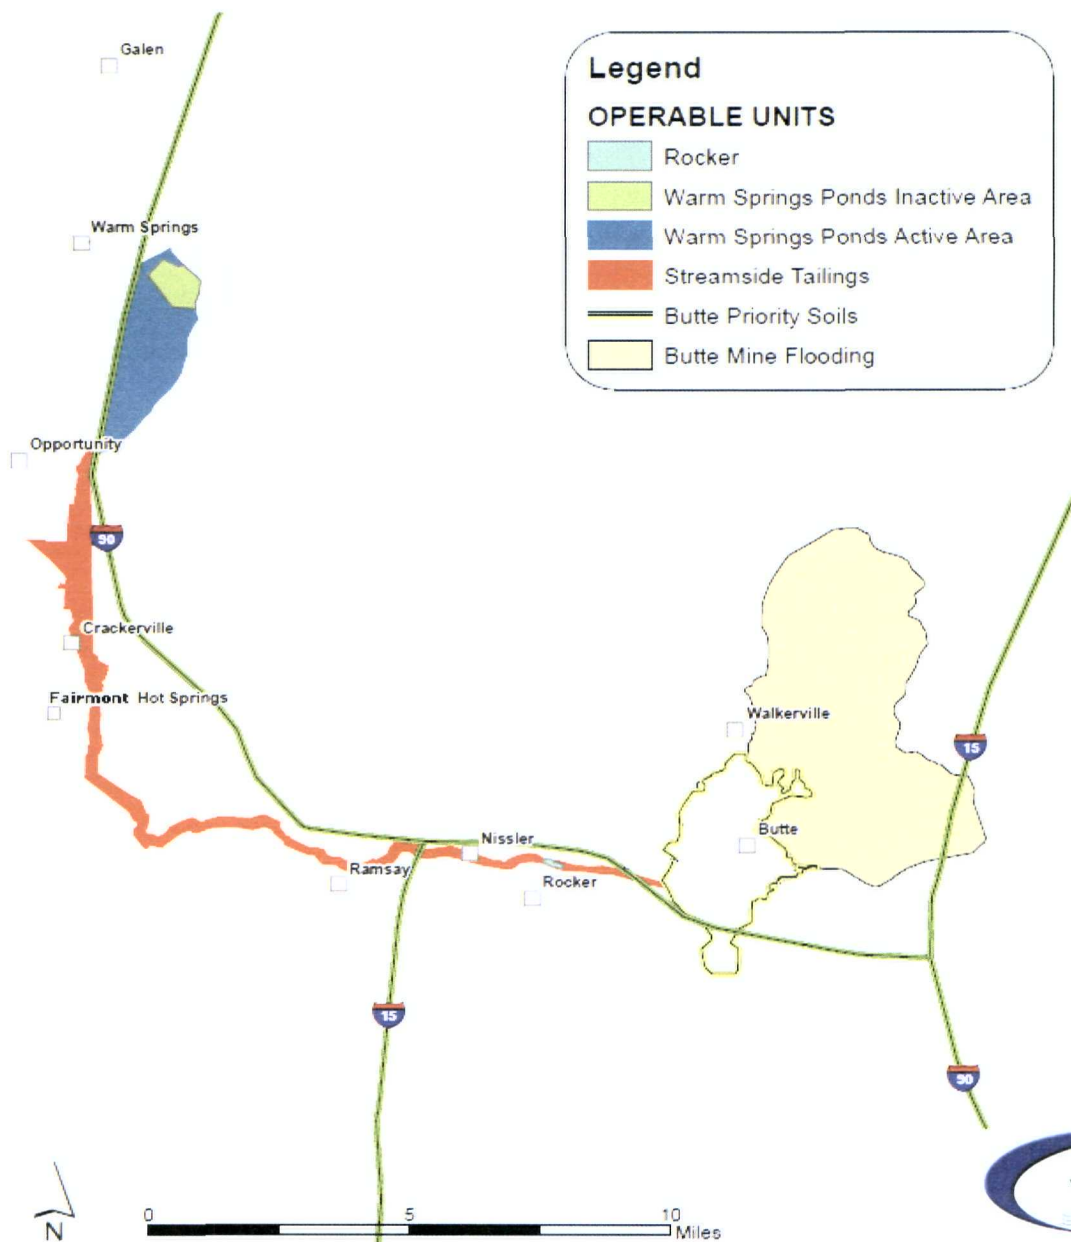 Galen
Legend
OPERABLE UNITS
Rocker
Warm Springs Ponds Inactive Area
Warm Springs Ponds Active Area
Streamside Tailings
Butte Priority Soils
Butte Mine Flooding
Warm Springs
Opportunity
90
Crackerville
Fairmont Hot Springs
Walkerville
15
Butte
Nissler
Ramsay
Rocker
15
90
N
0 5 10
Miles